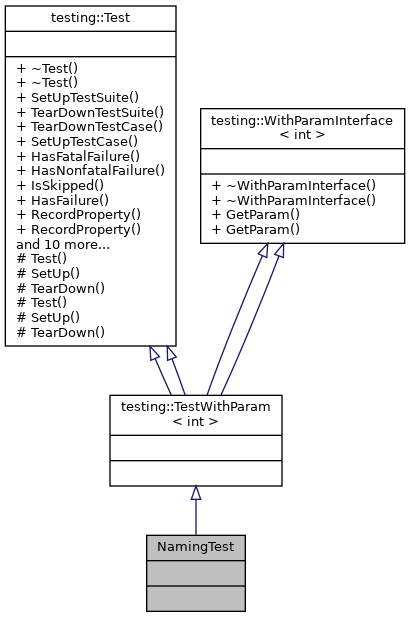 testing::Test
+ ~Test()
+ ~Test()
+ SetUpTestSuite()
+ TearDownTestSuite()
+ TearDownTestCase()
+ SetUpTestCase()
+ HasFatalFailure()
+ HasNonfatalFailure()
+ IsSkipped()
+ HasFailure()
+ RecordProperty()
+ RecordProperty()
and 10 more...
# Test()
# SetUp()
# TearDown()
# Test()
# SetUp()
# TearDown()
testing::WithParamInterface
< int >
+ ~WithParamInterface()
+ ~WithParamInterface()
+ GetParam()
+ GetParam()
testing::TestWithParam
< int >
NamingTest